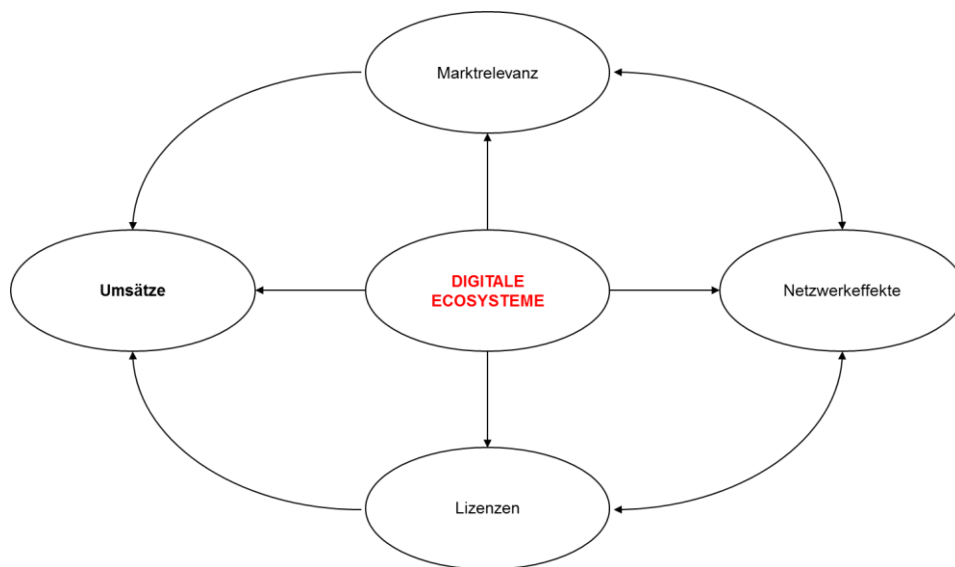 Marktrelevanz
Umsätze
DIGITALE
ECOSYSTEME
Netzwerkeffekte
Lizenzen